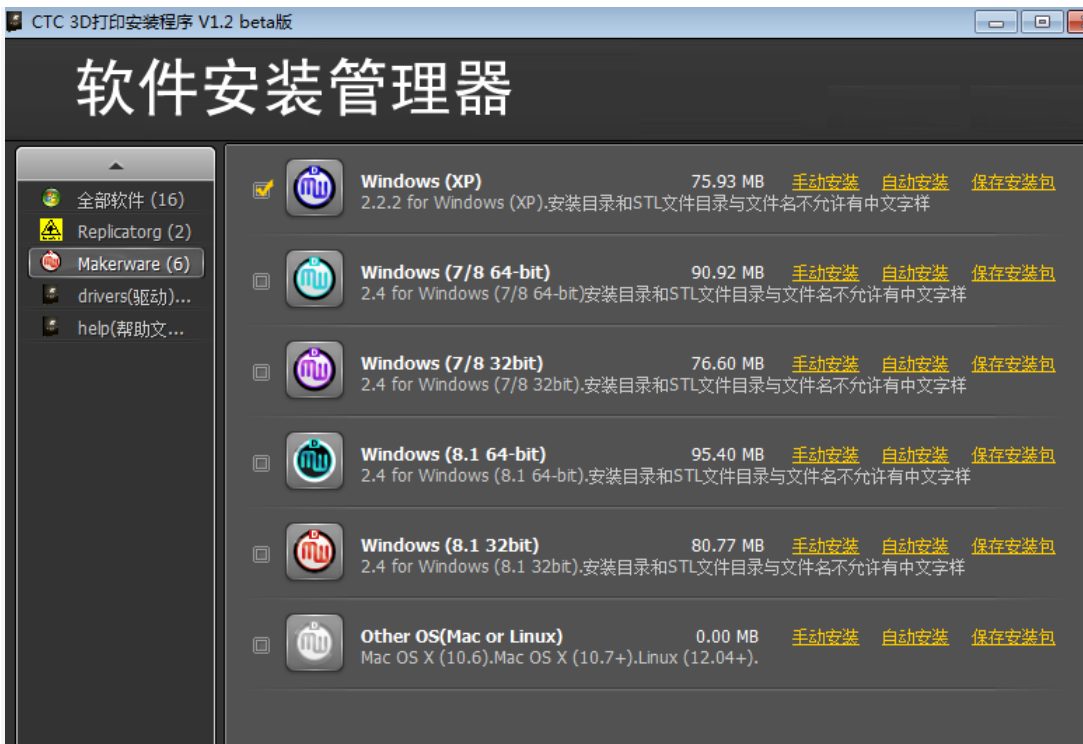 CTC 3D打印安装程序 V1.2 beta版
软件安装管理器
全部软件 (16)
Replicatorg (2)
Makerware (6)
drivers(驱动)...
help(帮助文...
Windows (XP) 75.93 MB 手动安装 自动安装 保存安装包
2.2.2 for Windows (XP).安装目录和STL文件目录与文件名不允许有中文字样
Windows (7/8 64-bit) 90.92 MB 手动安装 自动安装 保存安装包
2.4 for Windows (7/8 64-bit)安装目录和STL文件目录与文件名不允许有中文字样
Windows (7/8 32bit) 76.60 MB 手动安装 自动安装 保存安装包
2.4 for Windows (7/8 32bit).安装目录和STL文件目录与文件名不允许有中文字样
Windows (8.1 64-bit) 95.40 MB 手动安装 自动安装 保存安装包
2.4 for Windows (8.1 64-bit).安装目录和STL文件目录与文件名不允许有中文字样
Windows (8.1 32bit) 80.77 MB 手动安装 自动安装 保存安装包
2.4 for Windows (8.1 32bit).安装目录和STL文件目录与文件名不允许有中文字样
Other OS(Mac or Linux) 0.00 MB 手动安装 自动安装 保存安装包
Mac OS X (10.6).Mac OS X (10.7+).Linux (12.04+).